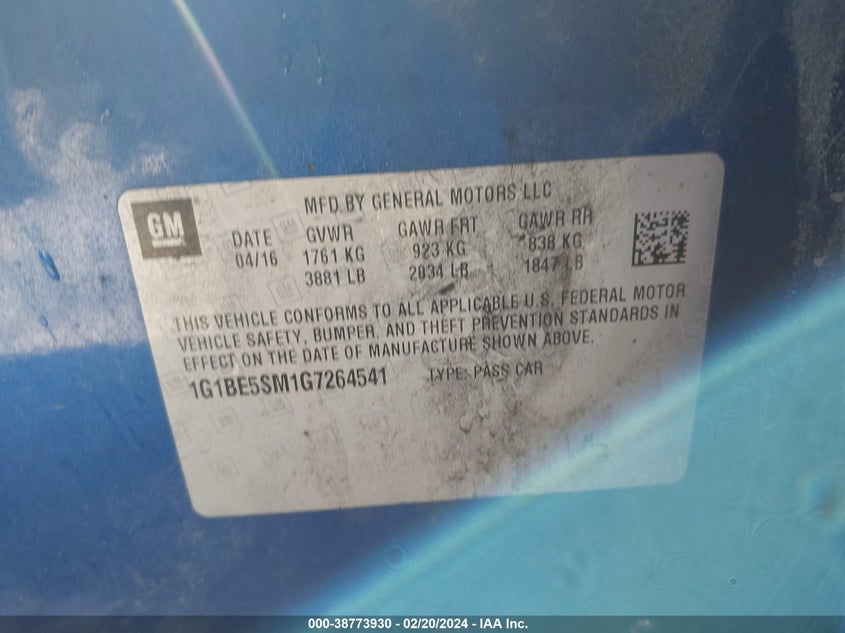 GM
MFD BY GENERAL MOTORS LLC
DATE GVWR GAWR FRT GAWR RR
04/16 1761 KG 923 KG 838 KG
3881 LB 2034 LB 1847 LB
THIS VEHICLE CONFORMS TO ALL APPLICABLE U.S. FEDERAL MOTOR
VEHICLE SAFETY, BUMPER, AND THEFT PREVENTION STANDARDS IN
EFFECT ON THE DATE OF MANUFACTURE SHOWN ABOVE.
1G1BE5SM1G7264541 TYPE: PASS CAR
000-38773930 - 02/20/2024 - IAA Inc.